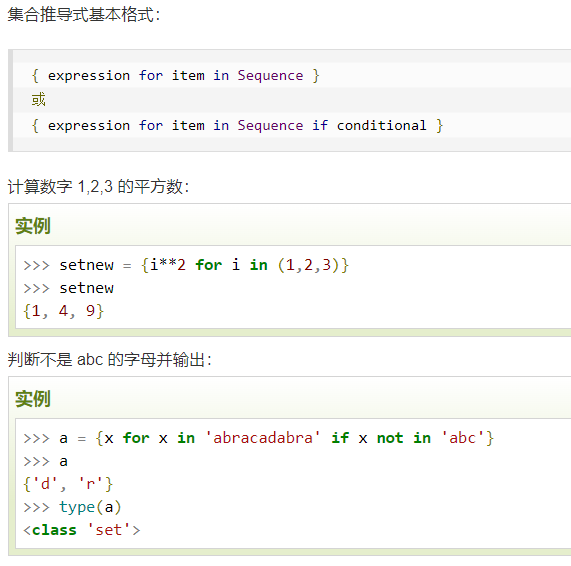 集合推导式基本格式：
{ expression for item in Sequence }
或
{ expression for item in Sequence if conditional }
计算数字 1,2,3 的平方数：
实例
>>> setnew = {i**2 for i in (1,2,3)}
>>> setnew
{1, 4, 9}
判断不是 abc 的字母并输出：
实例
>>> a = {x for x in 'abracadabra' if x not in 'abc'}
>>> a
{'d', 'r'}
>>> type(a)
<class 'set'>